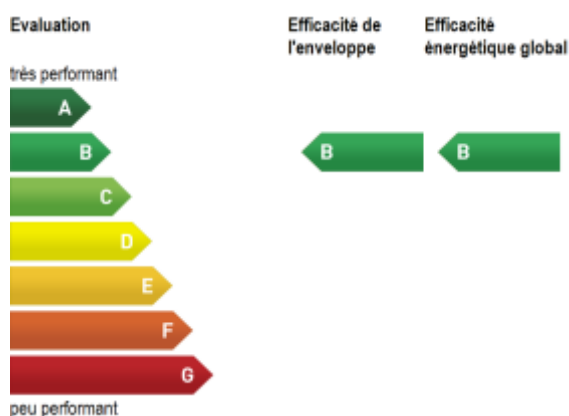 Evaluation
Efficacité de
l'enveloppe
Efficacité
énergétique global
très performant
A
B
B
B
C
D
E
F
G
peu performant